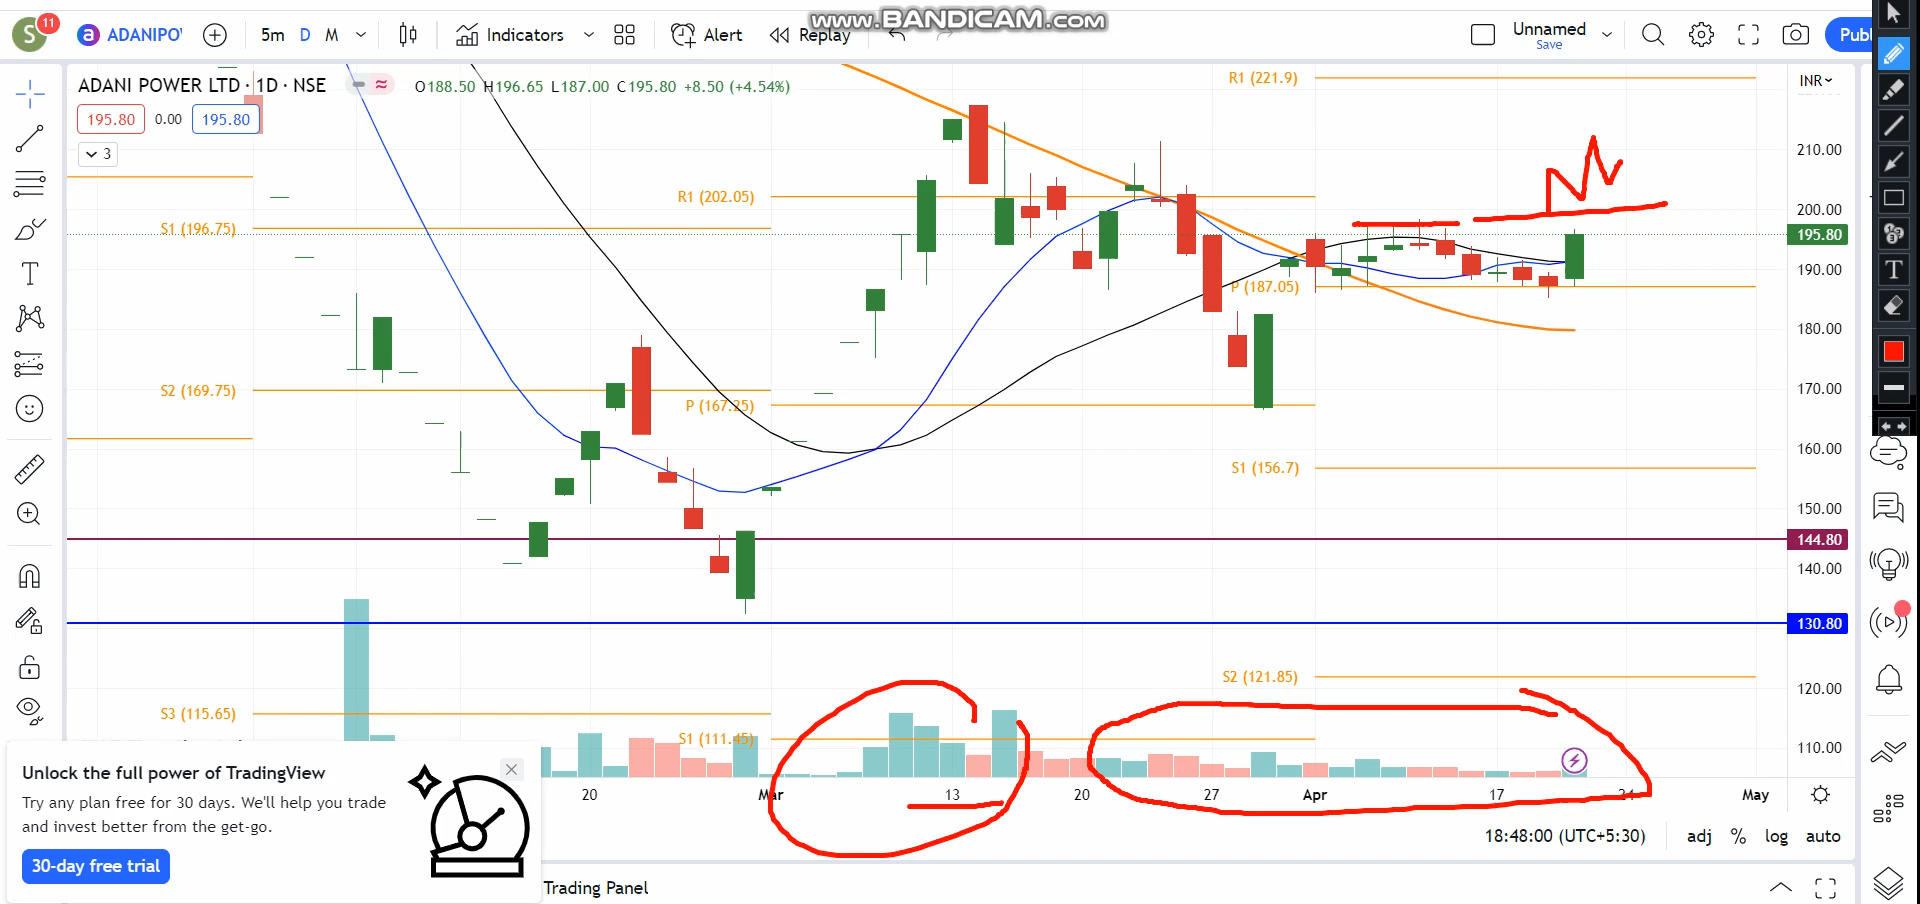 www.BANDICAM.com
S
11
a
ADANIPO
5m
D
M
Indicators
Alert
Replay
Unnamed
Save
Publ
ADANI POWER LTD · 1D · NSE
O188.50 H196.65 L187.00 C195.80 +8.50 (+4.54%)
INR
195.80
0.00
195.80
3
R1 (221.9)
210.00
R1 (202.05)
200.00
S1 (196.75)
195.80
190.00
P (187.05)
180.00
S2 (169.75)
170.00
P (167.25)
160.00
S1 (156.7)
150.00
144.80
140.00
130.80
S2 (121.85)
120.00
S3 (115.65)
S1 (111.45)
110.00
20
Mar
13
20
27
Apr
17
24
May
18:48:00 (UTC+5:30)
adj
%
log
auto
Unlock the full power of TradingView
Try any plan free for 30 days. We'll help you trade
and invest better from the get-go.
30-day free trial
Trading Panel
T
T